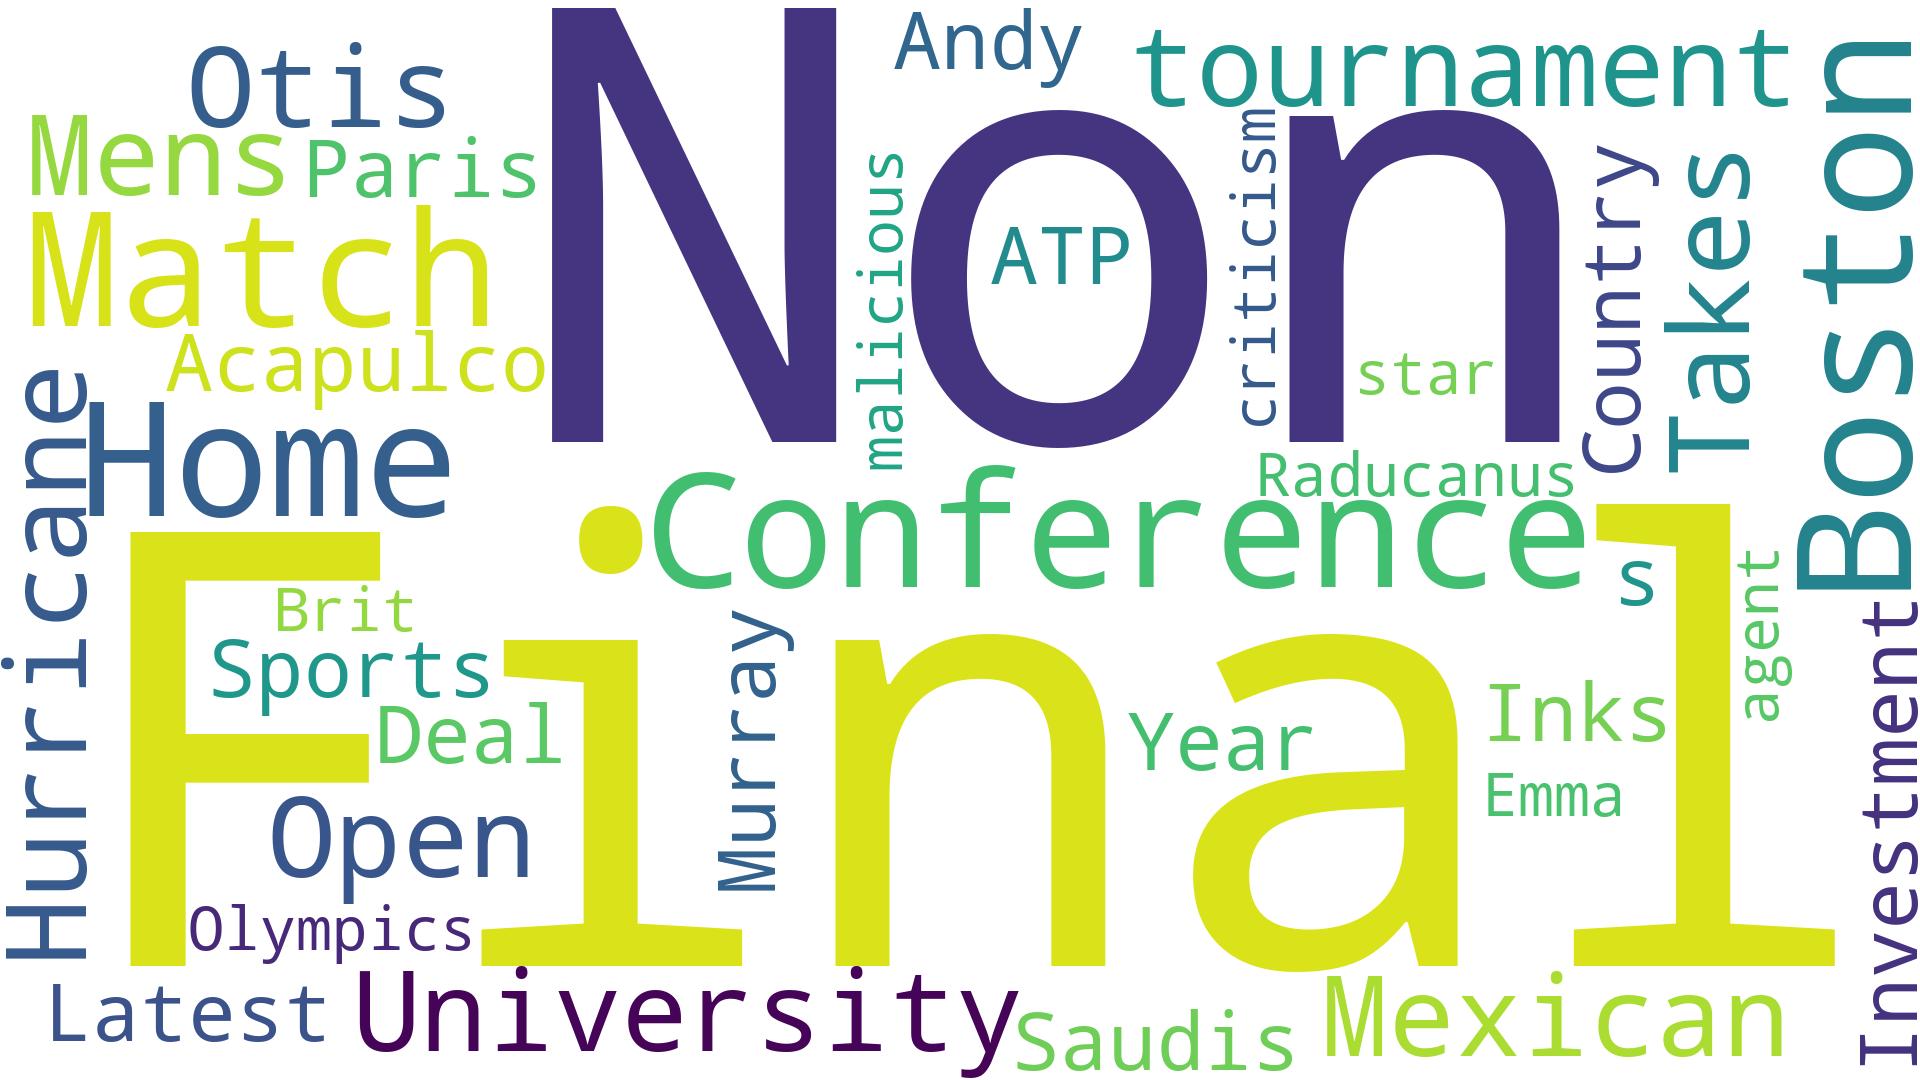 Non
Andy
tournament
Otis
Mens
Paris
Match
Acapulco
Home
Hurricane
malicious
ATP
criticism
star
Country
Takes
Boston
Raducanus
Conference
Final
s
agent
Brit
Sports
Deal
Murray
Year
Inks
Emma
Investment
Open
Olympics
Latest
University
Saudis
Mexican